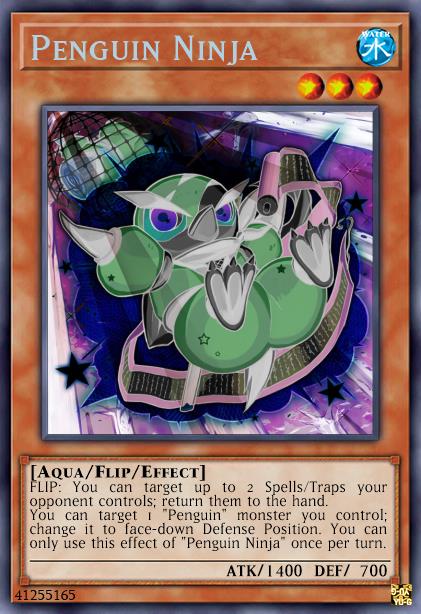 Penguin Ninja
WATER
水
[Aqua/Flip/Effect]
FLIP: You can target up to 2 Spells/Traps your
opponent controls; return them to the hand.
You can target 1 "Penguin" monster you control;
change it to face-down Defense Position. You can
only use this effect of "Penguin Ninja" once per turn.
ATK/1400 DEF/ 700
41255165